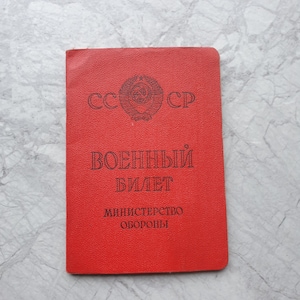 СССР
ВОЕННЫЙ
БИЛЕТ
МИНИСТЕРСТВО
ОБОРОНЫ